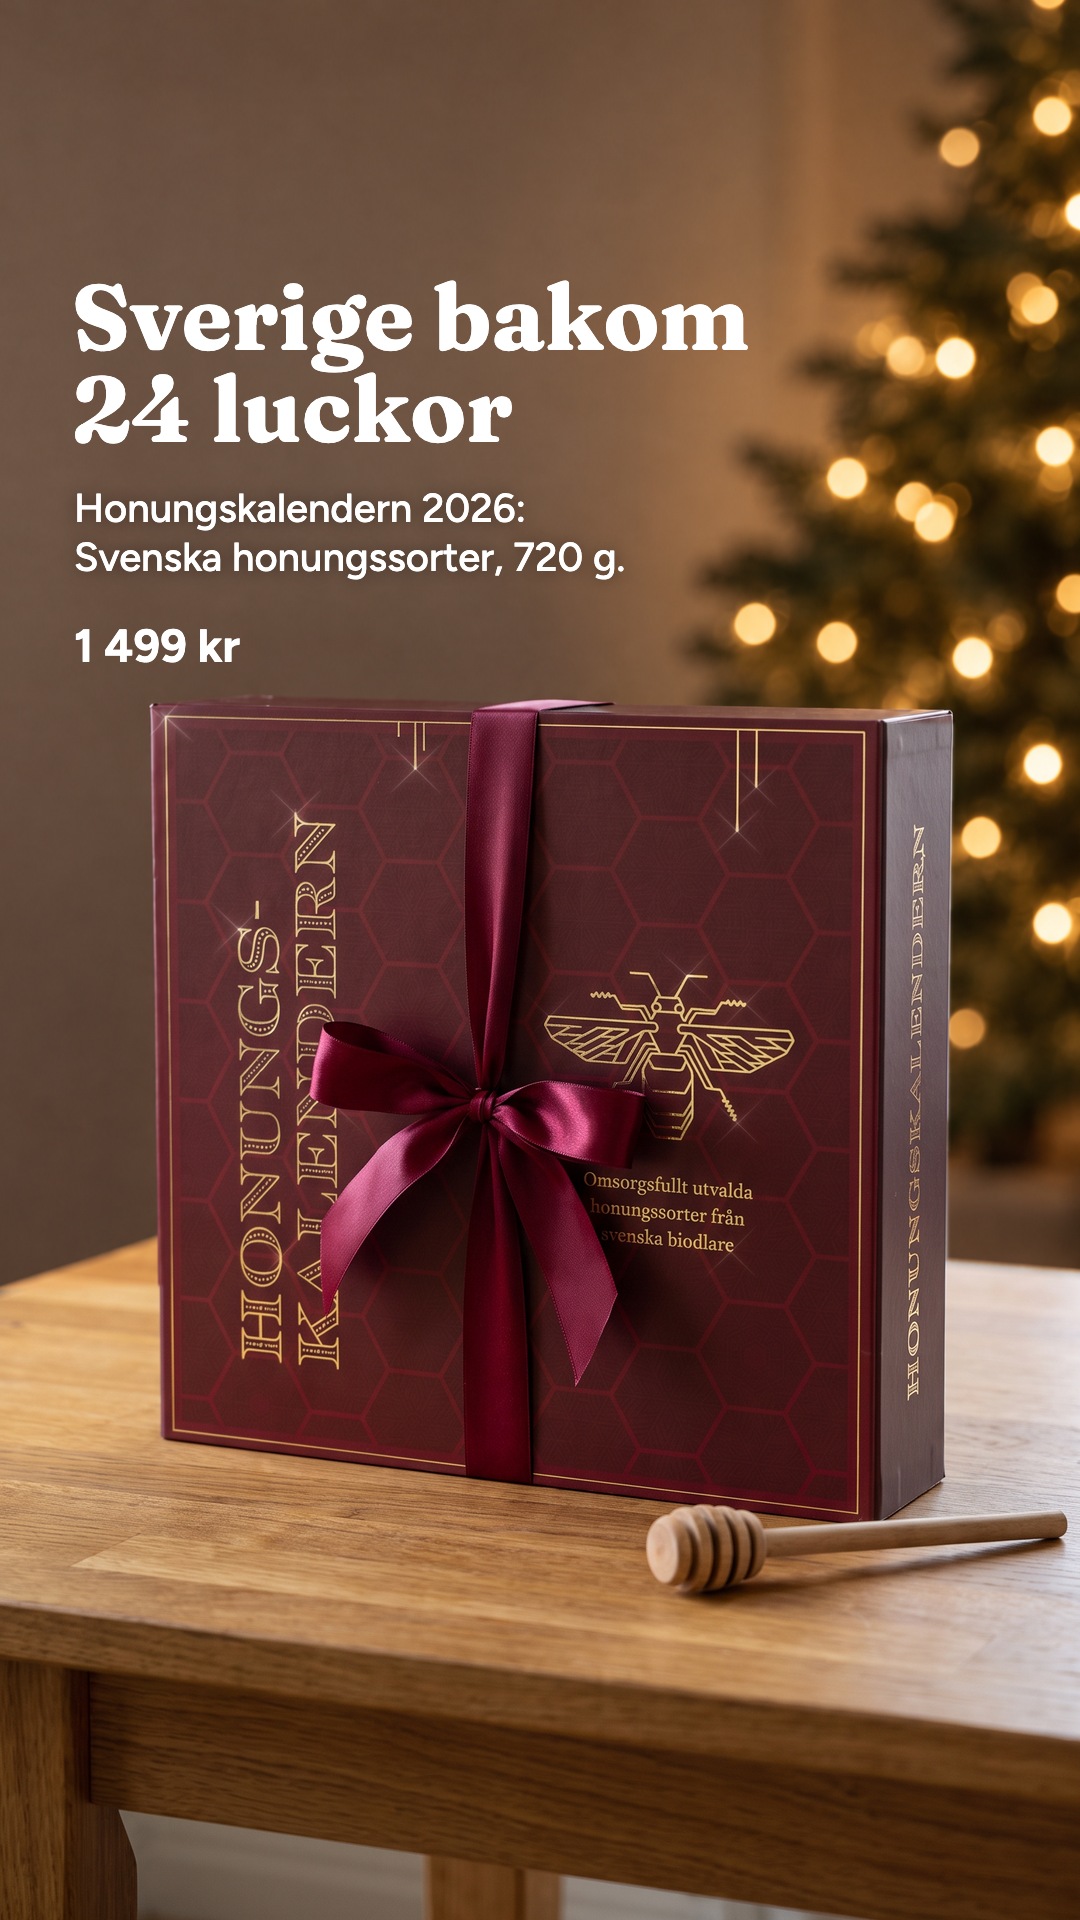 Sverige bakom
24 luckor
Honungskalendern 2026:
Svenska honungssorter, 720 g.
1 499 kr
HONUNGS-
KALENDERN
Omsorgsfullt utvalda
honungssorter från
svenska biodlare
HONUNGSKALENDERN